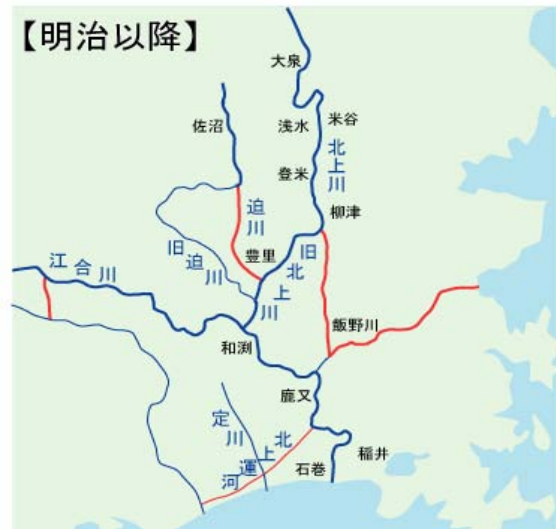 【明治以降】
大泉
佐沼
浅水
米谷
北上川
登米
柳津
迫川
旧迫川
豊里
旧北上川
江合川
飯野川
和渕
鹿又
定川
北上運河
石巻
稲井